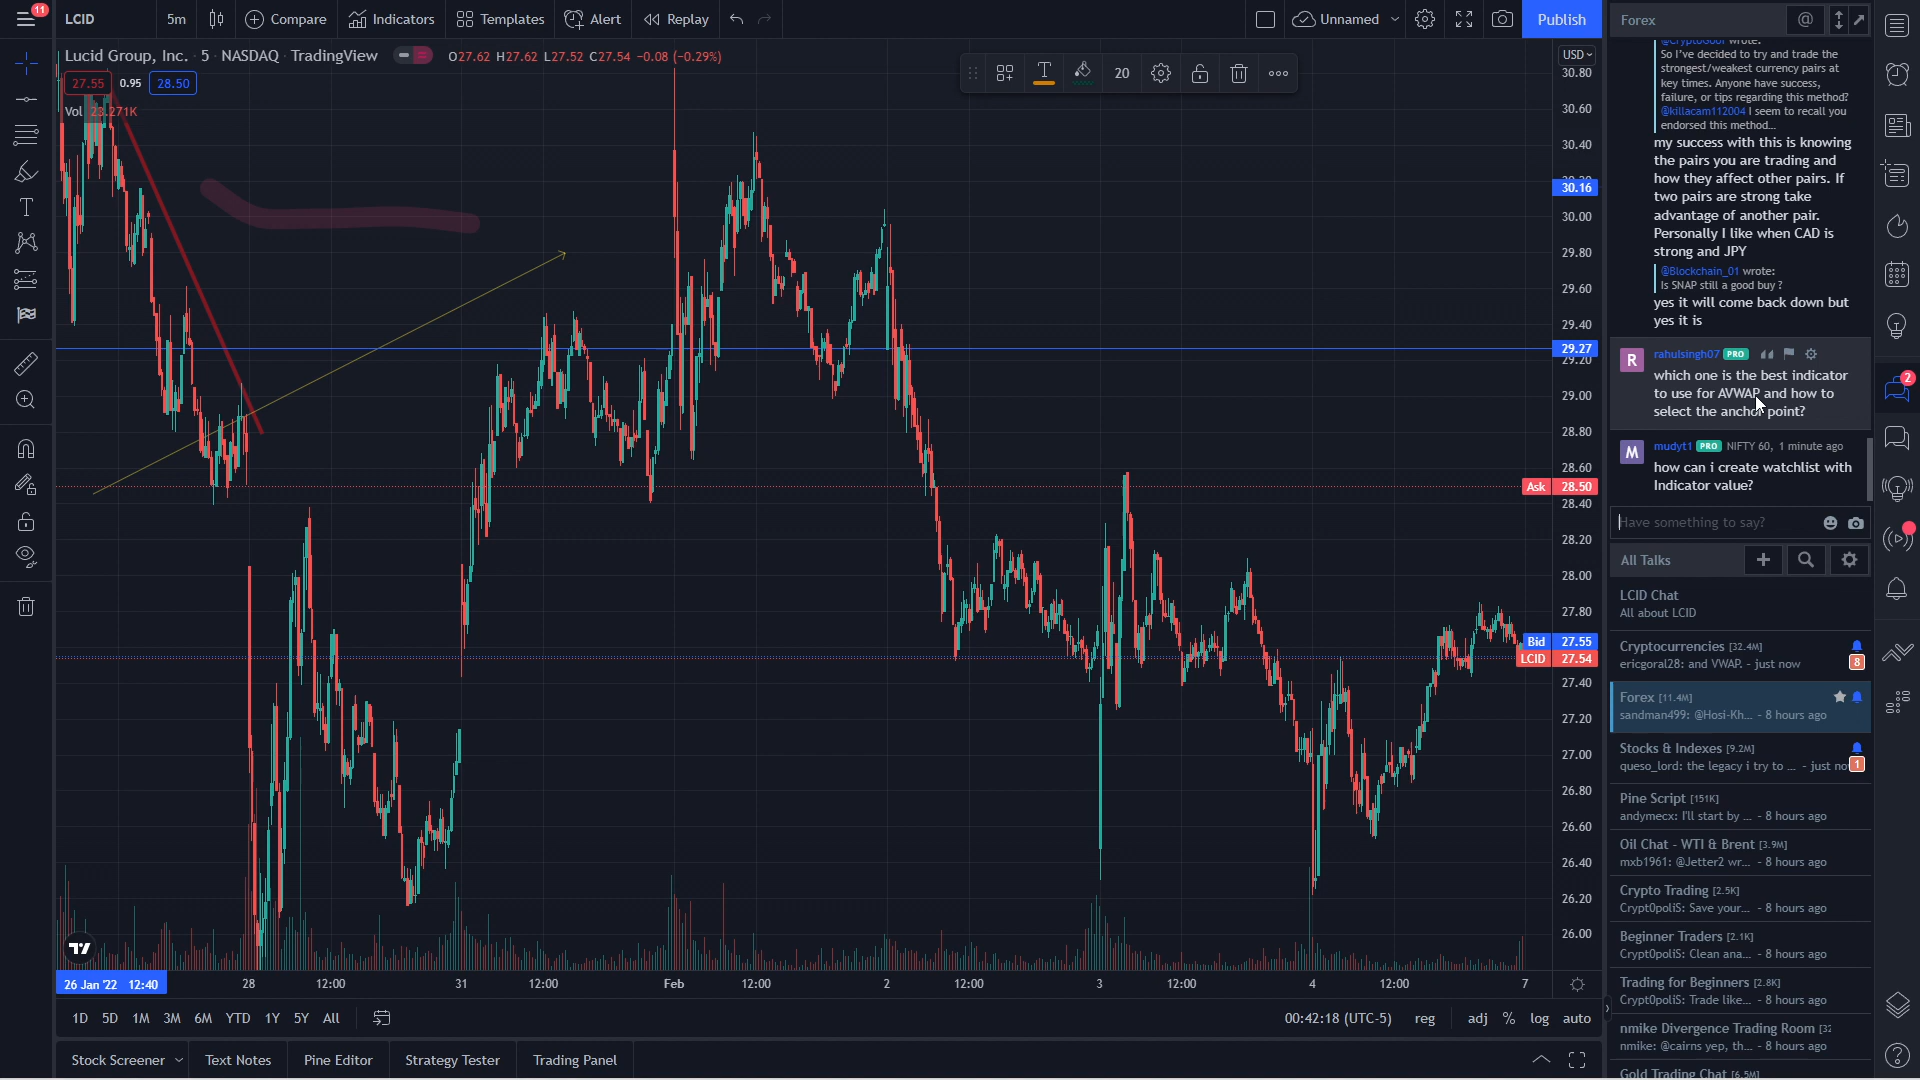 11
LCID
5m
Compare
Indicators
Templates
Alert
Replay
Unnamed
Publish
Lucid Group, Inc. · 5 · NASDAQ · TradingView
O27.62 H27.62 L27.52 C27.54 −0.08 (−0.29%)
27.55 0.95 28.50
Vol 23.271K
20
USD
30.80
30.60
30.40
30.16
30.00
29.80
29.60
29.40
29.27
29.20
29.00
28.80
28.60
Ask 28.50
28.40
28.20
28.00
27.80
Bid 27.55
LCID 27.54
27.40
27.20
27.00
26.80
26.60
26.40
26.20
26.00
26 Jan '22 12:40
28
12:00
31
12:00
Feb
12:00
2
12:00
3
12:00
4
12:00
7
1D 5D 1M 3M 6M YTD 1Y 5Y All
00:42:18 (UTC-5)
reg
adj % log auto
Stock Screener
Text Notes
Pine Editor
Strategy Tester
Trading Panel
Forex
@
@CryptoGoof wrote:
So I've decided to try and trade the
strongest/weakest currency pairs at
key times. Anyone have success,
failure, or tips regarding this method?
@killacam112004 I seem to recall you
endorsed this method...
my success with this is knowing
the pairs you are trading and
how they affect other pairs. If
two pairs are strong take
advantage of another pair.
Personally I like when CAD is
strong and JPY
@Blockchain_01 wrote:
Is SNAP still a good buy ?
yes it will come back down but
yes it is
R
rahulsingh07 PRO
which one is the best indicator
to use for AVWAP and how to
select the anchor point?
M
mudyt1 PRO NIFTY 60, 1 minute ago
how can i create watchlist with
Indicator value?
Have something to say?
All Talks
LCID Chat
All about LCID
Cryptocurrencies [32.4M]
ericgoral28: and VWAP. - just now
8
Forex [11.4M]
sandman499: @Hosi-Kh... - 8 hours ago
Stocks & Indexes [9.2M]
queso_lord: the legacy i try to ... - just no
1
Pine Script [151K]
andymecx: I'll start by ... - 8 hours ago
Oil Chat - WTI & Brent [3.9M]
mxb1961: @Jetter2 wr... - 8 hours ago
Crypto Trading [2.5K]
Crypt0poliS: Save your... - 8 hours ago
Beginner Traders [2.1K]
Crypt0poliS: Clean ana... - 8 hours ago
Trading for Beginners [2.8K]
Crypt0poliS: Trade like... - 8 hours ago
nmike Divergence Trading Room [32
nmike: @cairns yep, th... - 8 hours ago
Gold Trading Chat [6.5M]
2